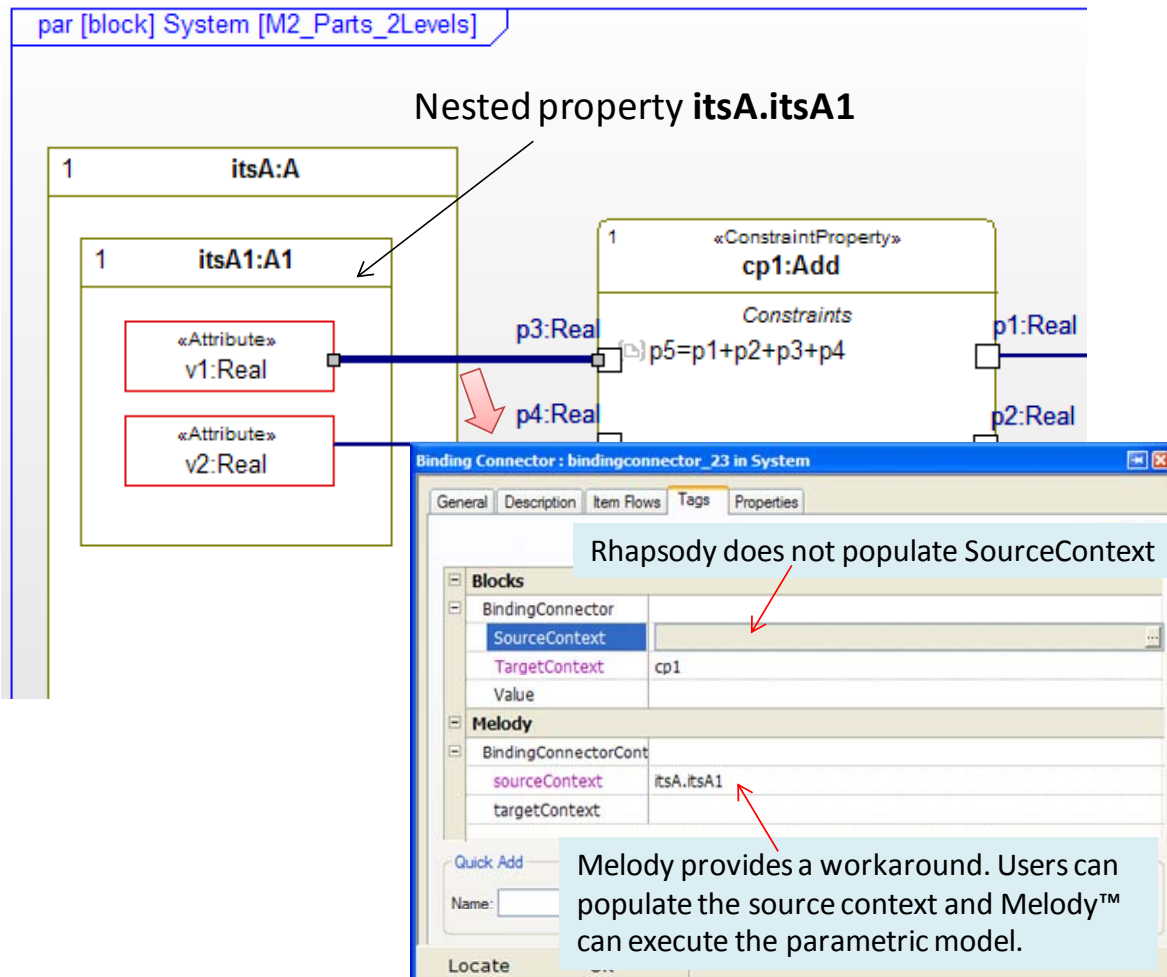 par [block] System [M2_Parts_2Levels]
Nested property itsA.itsA1
1 itsA:A
1 itsA1:A1
«Attribute»
v1:Real
«Attribute»
v2:Real
p3:Real
p4:Real
1 «ConstraintProperty»
cp1:Add
Constraints
p5=p1+p2+p3+p4
p1:Real
p2:Real
Binding Connector : bindingconnector_23 in System
General Description Item Flows Tags Properties
Rhapsody does not populate SourceContext
Blocks
BindingConnector
SourceContext ...
TargetContext cp1
Value
Melody
BindingConnectorCont
sourceContext itsA.itsA1
targetContext
Quick Add
Name:
Melody provides a workaround. Users can
populate the source context and Melody™
can execute the parametric model.
Locate